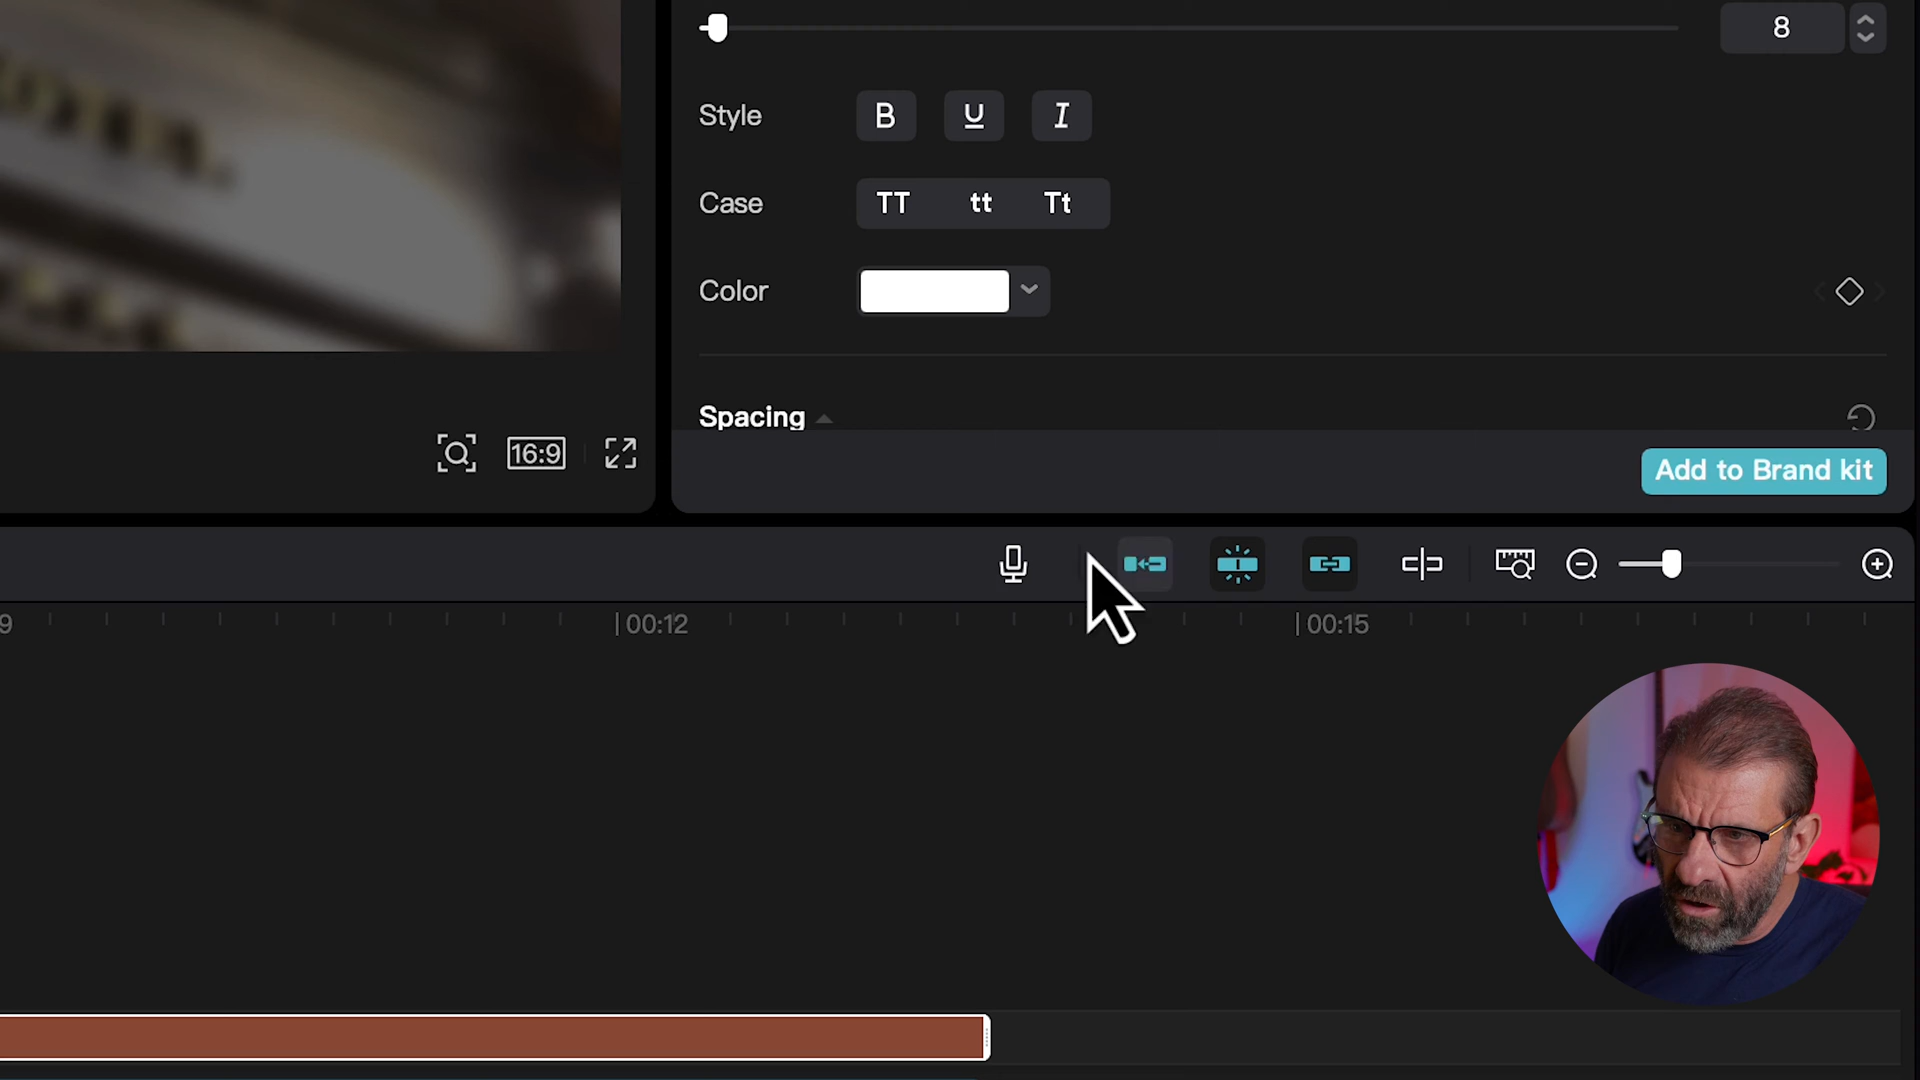 8
Style B U I
Case TT tt Tt
Color
Spacing
16:9
Add to Brand kit
9 00:12 00:15